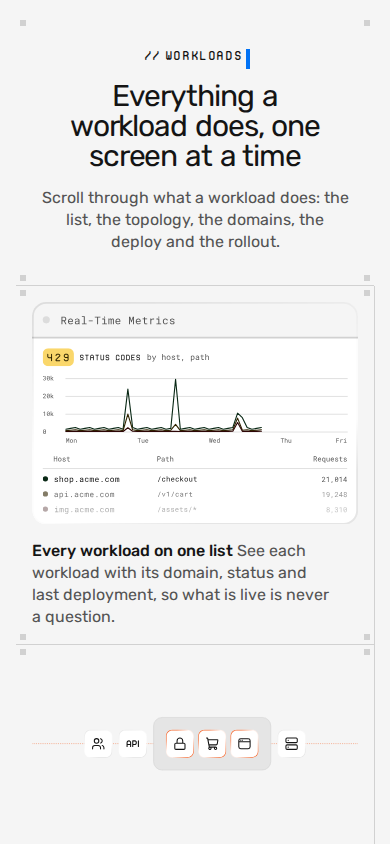 // WORKLOADS
Everything a
workload does, one
screen at a time
Scroll through what a workload does: the
list, the topology, the domains, the
deploy and the rollout.
Real-Time Metrics
429 STATUS CODES by host, path
30k
20k
10k
0
Mon Tue Wed Thu Fri
Host Path Requests
shop.acme.com /checkout 21,014
api.acme.com /v1/cart 19,248
img.acme.com /assets/* 6,310
Every workload on one list See each
workload with its domain, status and
last deployment, so what is live is never
a question.
API